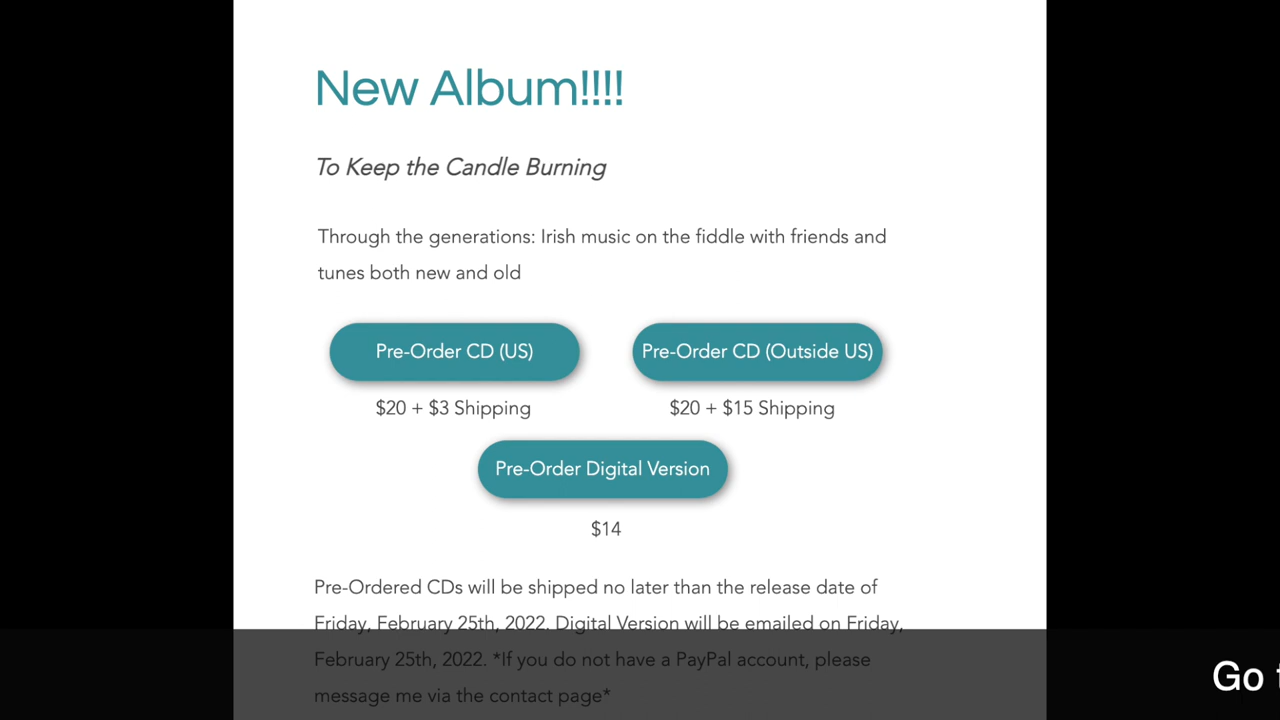 New Album!!!!
To Keep the Candle Burning
Through the generations: Irish music on the fiddle with friends and
tunes both new and old
Pre-Order CD (US)
Pre-Order CD (Outside US)
$20 + $3 Shipping
$20 + $15 Shipping
Pre-Order Digital Version
$14
Pre-Ordered CDs will be shipped no later than the release date of
Friday, February 25th, 2022. Digital Version will be emailed on Friday,
February 25th, 2022. *If you do not have a PayPal account, please
message me via the contact page*
Go